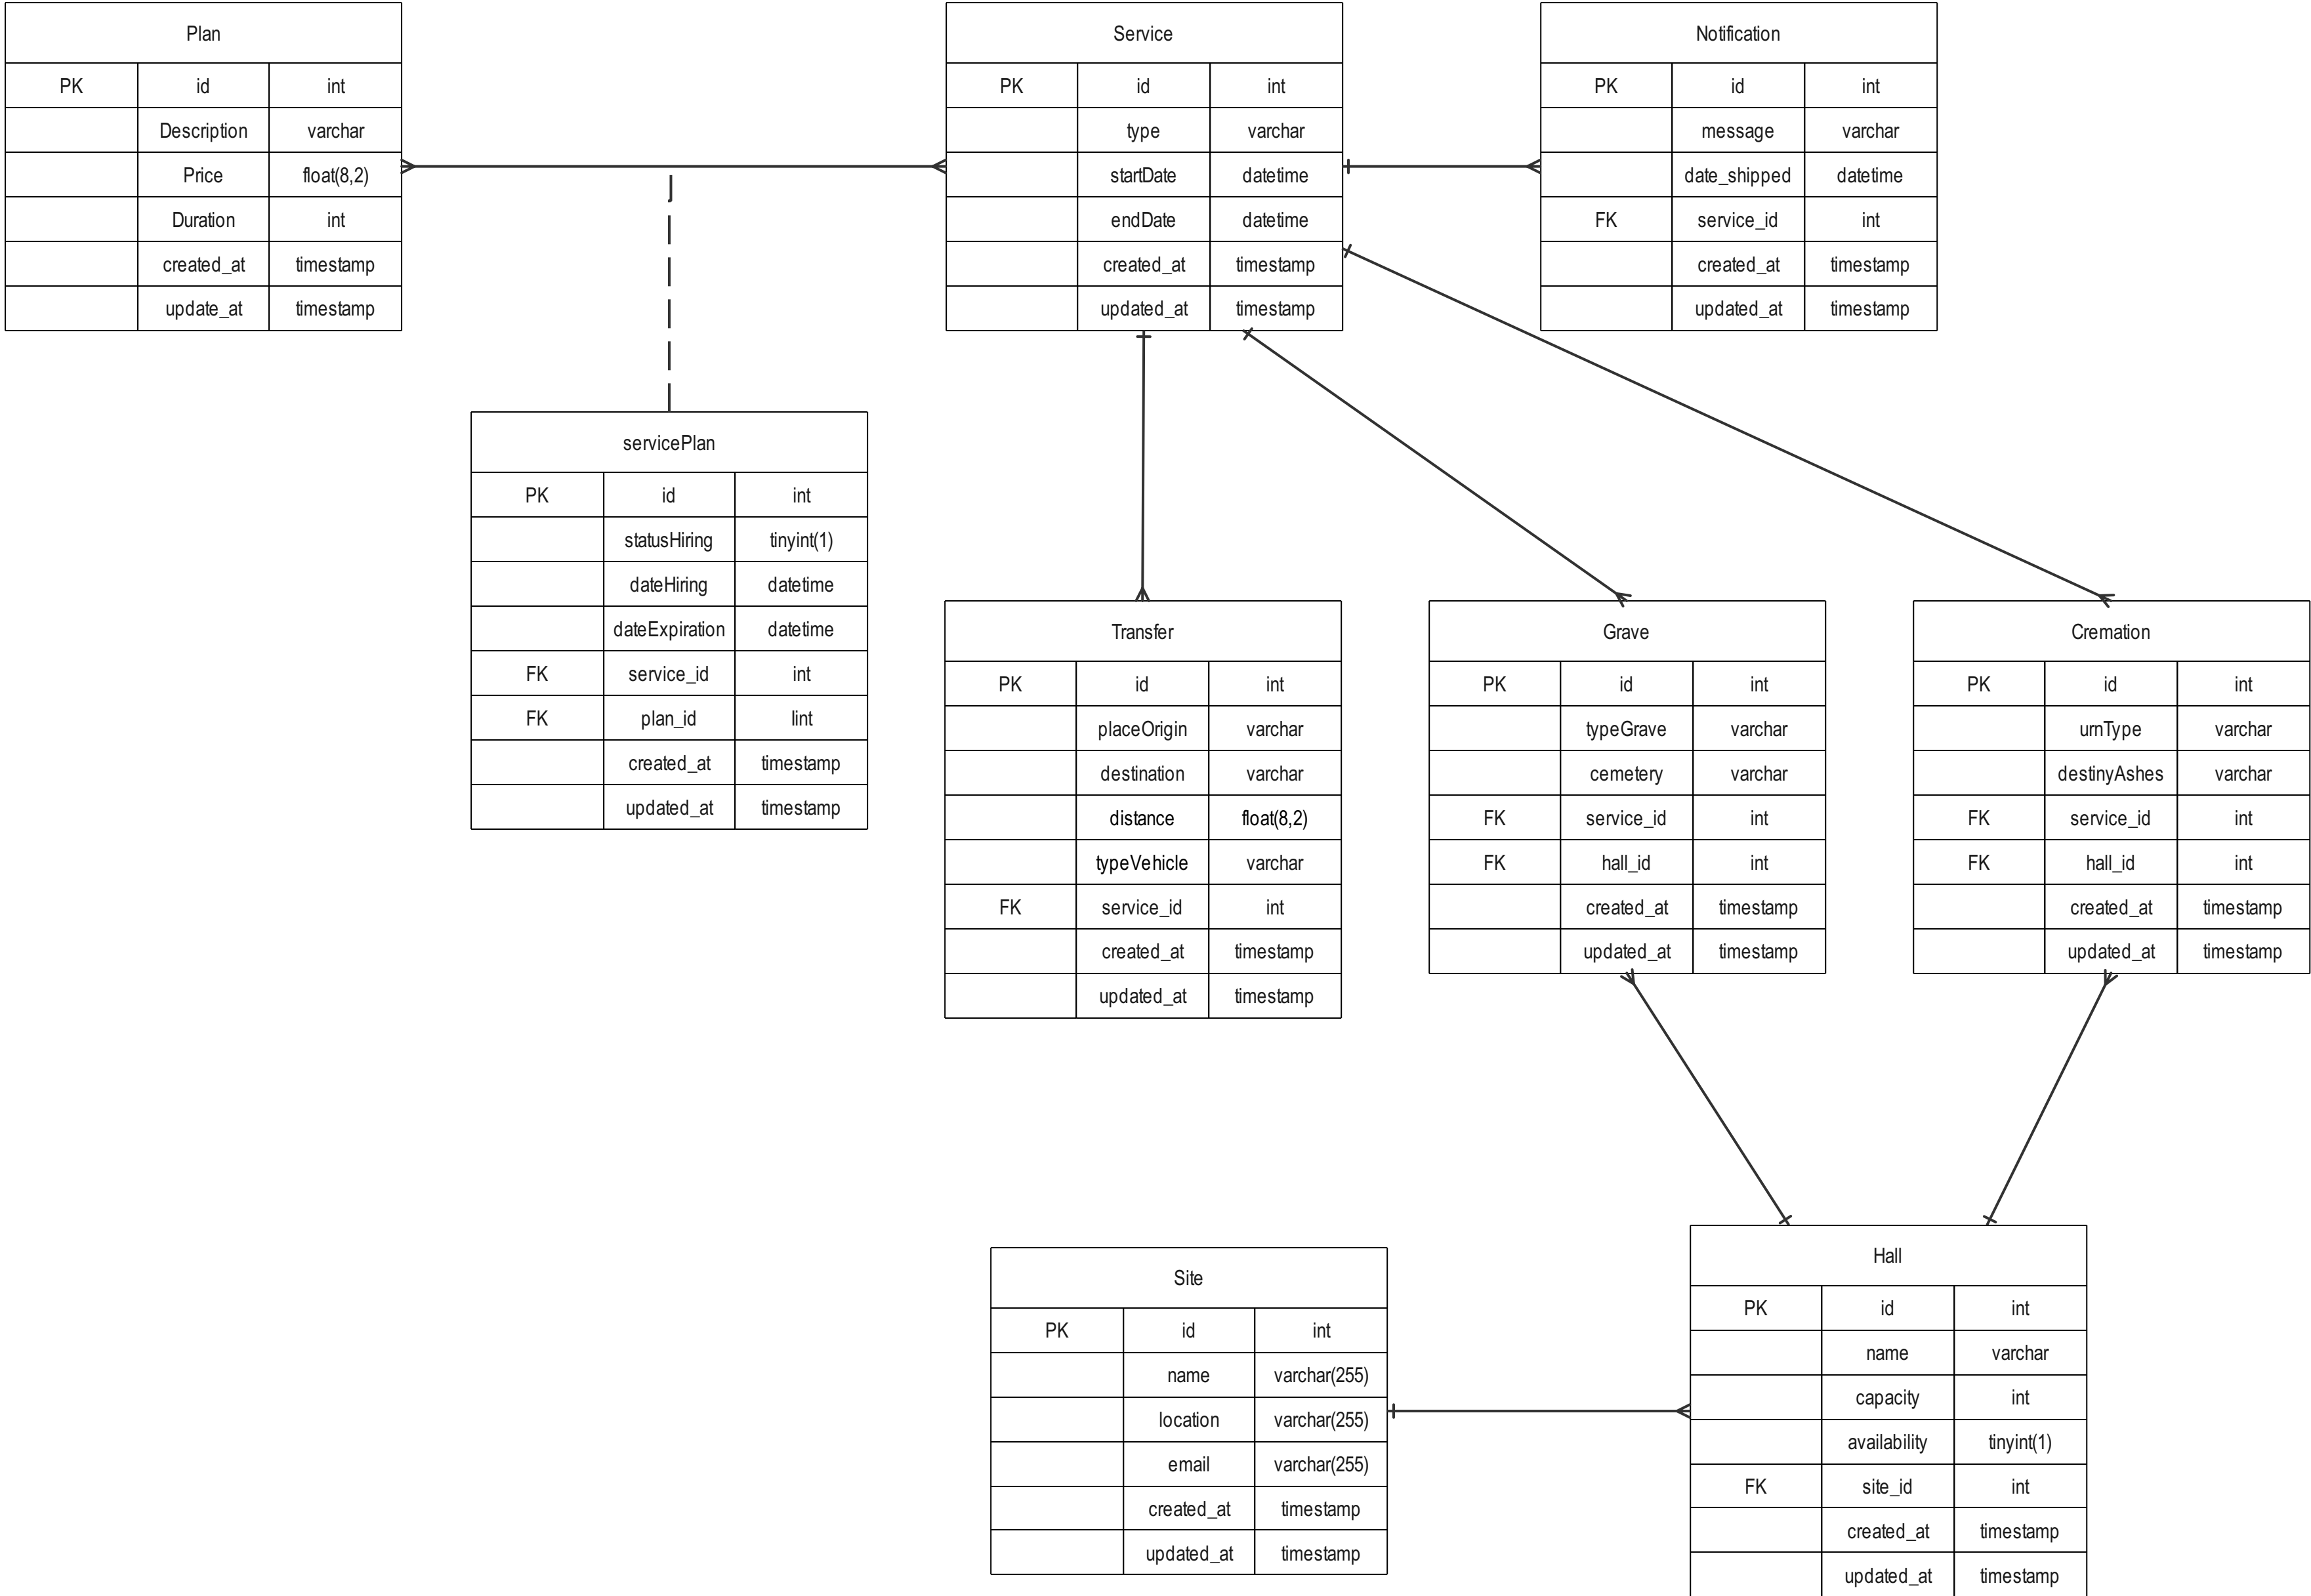 Plan
PK id int
Description varchar
Price float(8,2)
Duration int
created_at timestamp
update_at timestamp
Service
PK id int
type varchar
startDate datetime
endDate datetime
created_at timestamp
updated_at timestamp
Notification
PK id int
message varchar
date_shipped datetime
FK service_id int
created_at timestamp
updated_at timestamp
servicePlan
PK id int
statusHiring tinyint(1)
dateHiring datetime
dateExpiration datetime
FK service_id int
FK plan_id lint
created_at timestamp
updated_at timestamp
Transfer
PK id int
placeOrigin varchar
destination varchar
distance float(8,2)
typeVehicle varchar
FK service_id int
created_at timestamp
updated_at timestamp
Grave
PK id int
typeGrave varchar
cemetery varchar
FK service_id int
FK hall_id int
created_at timestamp
updated_at timestamp
Cremation
PK id int
urnType varchar
destinyAshes varchar
FK service_id int
FK hall_id int
created_at timestamp
updated_at timestamp
Site
PK id int
name varchar(255)
location varchar(255)
email varchar(255)
created_at timestamp
updated_at timestamp
Hall
PK id int
name varchar
capacity int
availability tinyint(1)
FK site_id int
created_at timestamp
updated_at timestamp